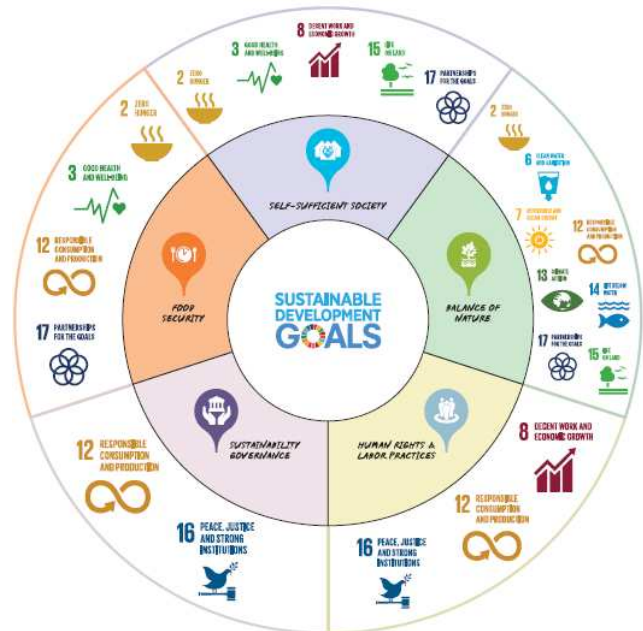 SUSTAINABLE
DEVELOPMENT
GOALS
SELF-SUFFICIENT SOCIETY
2 ZERO
HUNGER
3 GOOD HEALTH
AND WELL-BEING
8 DECENT WORK AND
ECONOMIC GROWTH
15 LIFE
ON LAND
17 PARTNERSHIPS
FOR THE GOALS
BALANCE OF
NATURE
2 ZERO
HUNGER
6 CLEAN WATER
AND SANITATION
7 AFFORDABLE AND
CLEAN ENERGY
12 RESPONSIBLE
CONSUMPTION
AND PRODUCTION
13 CLIMATE
ACTION
14 LIFE BELOW
WATER
17 PARTNERSHIPS
FOR THE GOALS
15 LIFE
ON LAND
HUMAN RIGHTS &
LABOR PRACTICES
8 DECENT WORK AND
ECONOMIC GROWTH
12 RESPONSIBLE
CONSUMPTION
AND PRODUCTION
16 PEACE, JUSTICE
AND STRONG
INSTITUTIONS
SUSTAINABILITY
GOVERNANCE
16 PEACE, JUSTICE
AND STRONG
INSTITUTIONS
12 RESPONSIBLE
CONSUMPTION
AND PRODUCTION
FOOD
SECURITY
17 PARTNERSHIPS
FOR THE GOALS
12 RESPONSIBLE
CONSUMPTION
AND PRODUCTION
3 GOOD HEALTH
AND WELL-BEING
2 ZERO
HUNGER